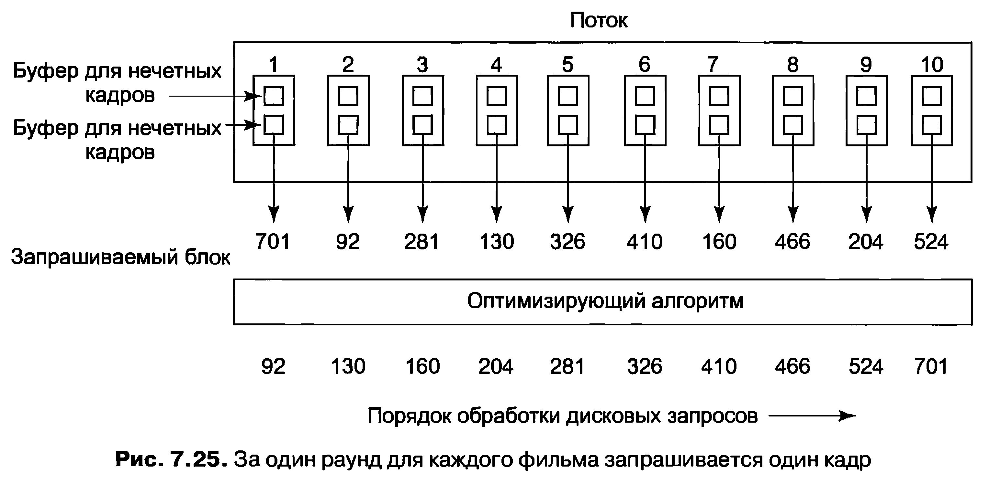 Поток
1 2 3 4 5 6 7 8 9 10
Буфер для нечетных
кадров
Буфер для нечетных
кадров
701 92 281 130 326 410 160 466 204 524
Запрашиваемый блок
Оптимизирующий алгоритм
92 130 160 204 281 326 410 466 524 701
Порядок обработки дисковых запросов
Рис. 7.25. За один раунд для каждого фильма запрашивается один кадр